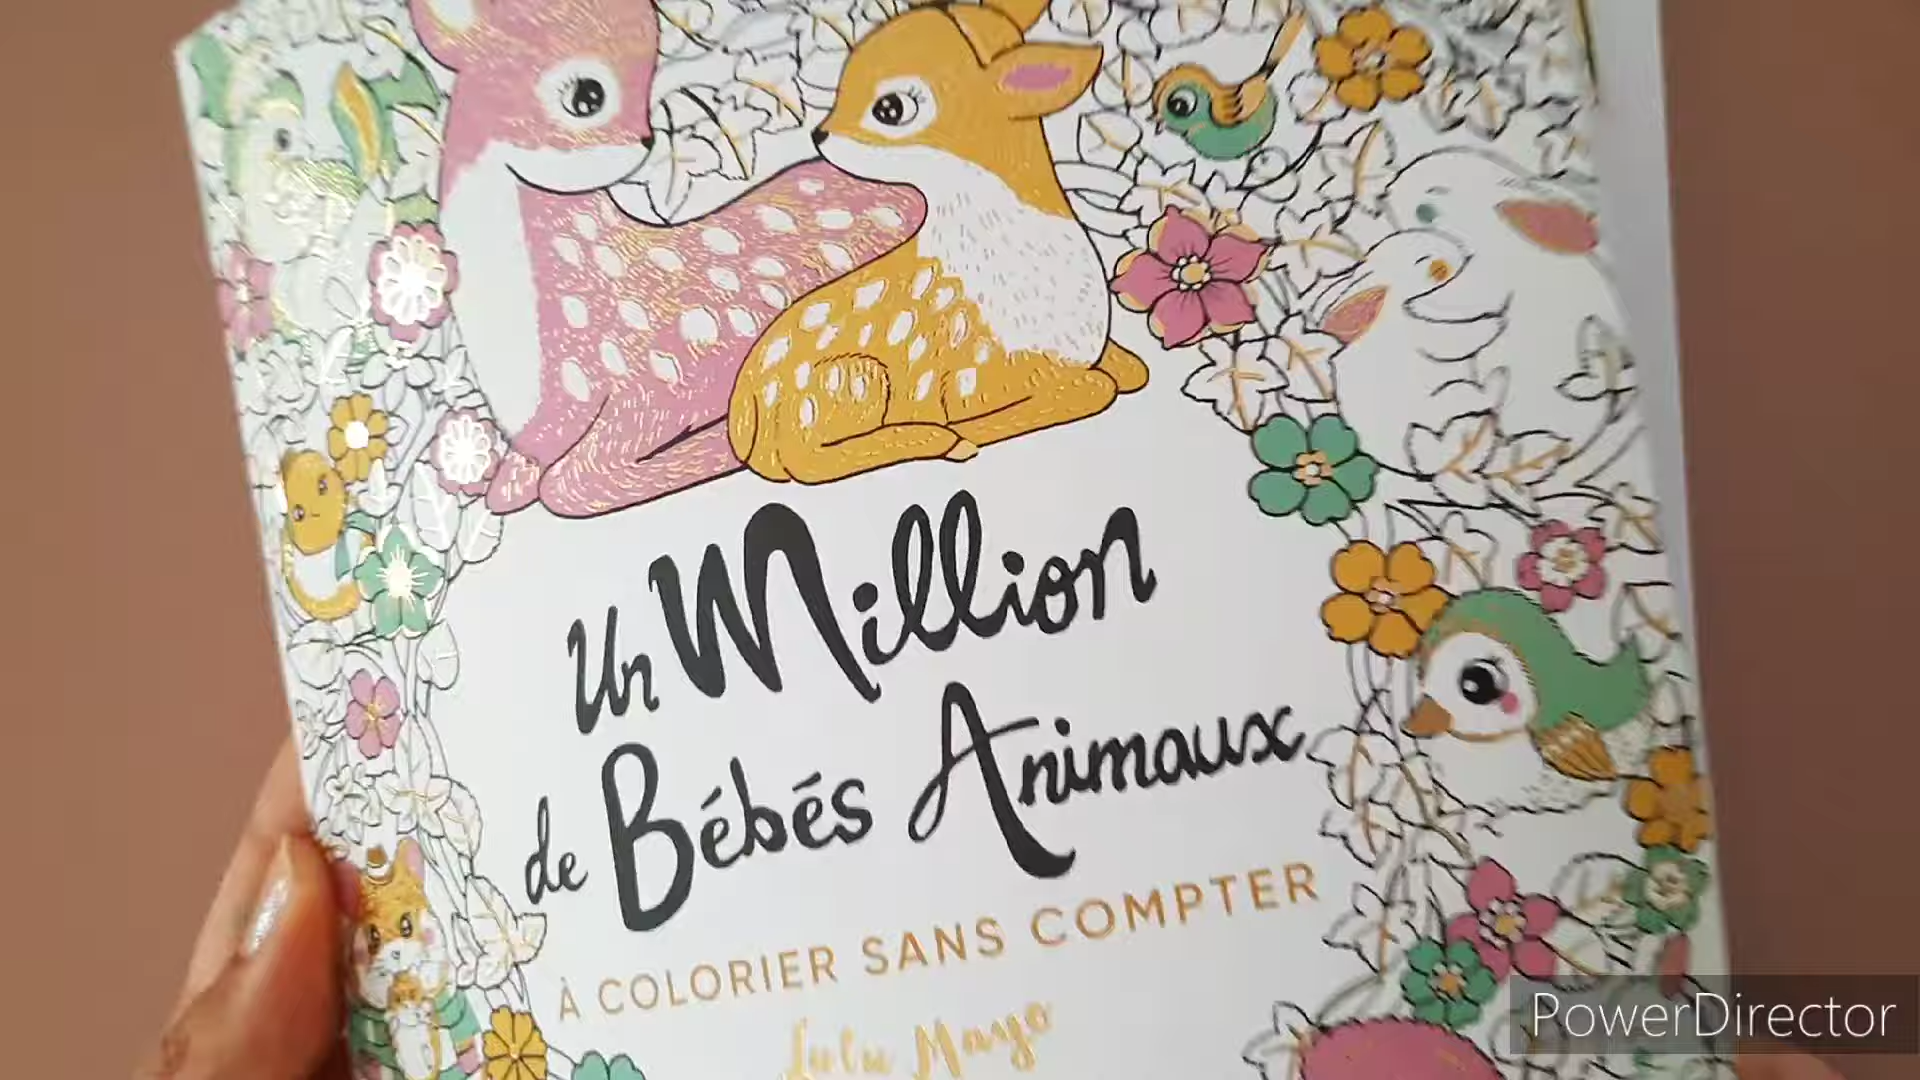 Un Million
de Bébés Animaux
À COLORIER SANS COMPTER
Lulu Mayo
PowerDirector